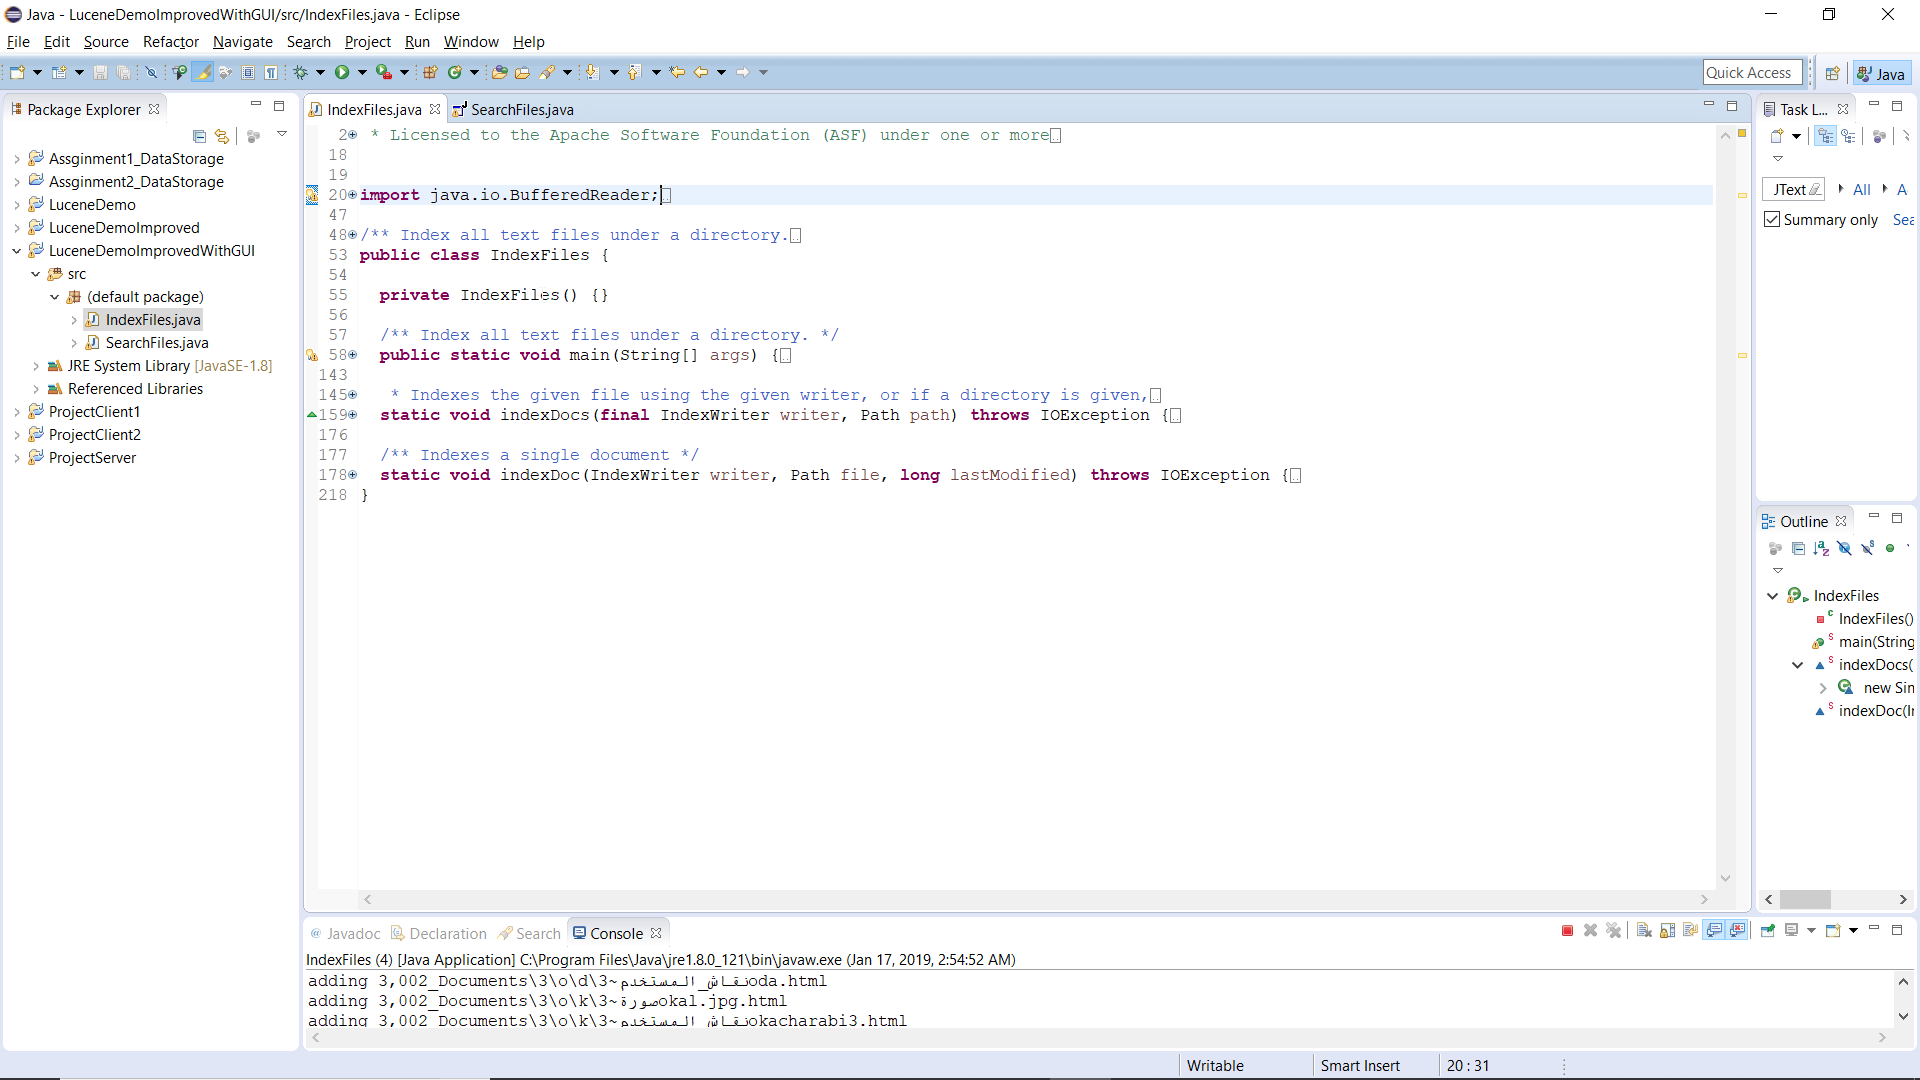 Java - LuceneDemoImprovedWithGUI/src/IndexFiles.java - Eclipse
File Edit Source Refactor Navigate Search Project Run Window Help
Quick Access
Java
Package Explorer
Assginment1_DataStorage
Assginment2_DataStorage
LuceneDemo
LuceneDemoImproved
LuceneDemoImprovedWithGUI
src
(default package)
IndexFiles.java
SearchFiles.java
JRE System Library [JavaSE-1.8]
Referenced Libraries
ProjectClient1
ProjectClient2
ProjectServer
IndexFiles.java SearchFiles.java
2 * Licensed to the Apache Software Foundation (ASF) under one or more
18
19
20 import java.io.BufferedReader;
47
48 /** Index all text files under a directory.
53 public class IndexFiles {
54
55 private IndexFiles() {}
56
57 /** Index all text files under a directory. */
58 public static void main(String[] args) {
143
145 * Indexes the given file using the given writer, or if a directory is given,
159 static void indexDocs(final IndexWriter writer, Path path) throws IOException {
176
177 /** Indexes a single document */
178 static void indexDoc(IndexWriter writer, Path file, long lastModified) throws IOException {
218 }
Task L...
JText All A
Summary only Sea
Outline
IndexFiles
IndexFiles()
main(String
indexDocs(
new Sin
indexDoc(I
Javadoc Declaration Search Console
IndexFiles (4) [Java Application] C:\Program Files\Java\jre1.8.0_121\bin\javaw.exe (Jan 17, 2019, 2:54:52 AM)
adding 3,002_Documents\3\o\d\3~نقاش_المستخدمoda.html
adding 3,002_Documents\3\o\k\3~صورةokal.jpg.html
adding 3,002_Documents\3\o\k\3~نقاش_المستخدمokacharabi3.html
Writable Smart Insert 20 : 31